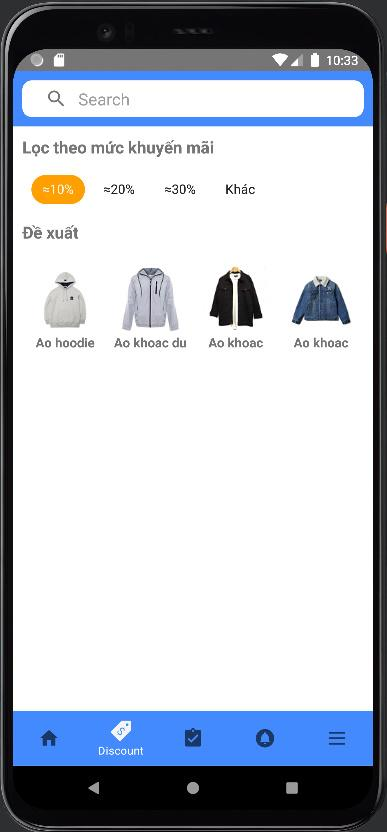 10:33
Search
Lọc theo mức khuyến mãi
≈10% ≈20% ≈30% Khác
Đề xuất
Ao hoodie Ao khoac du Ao khoac Ao khoac
Discount